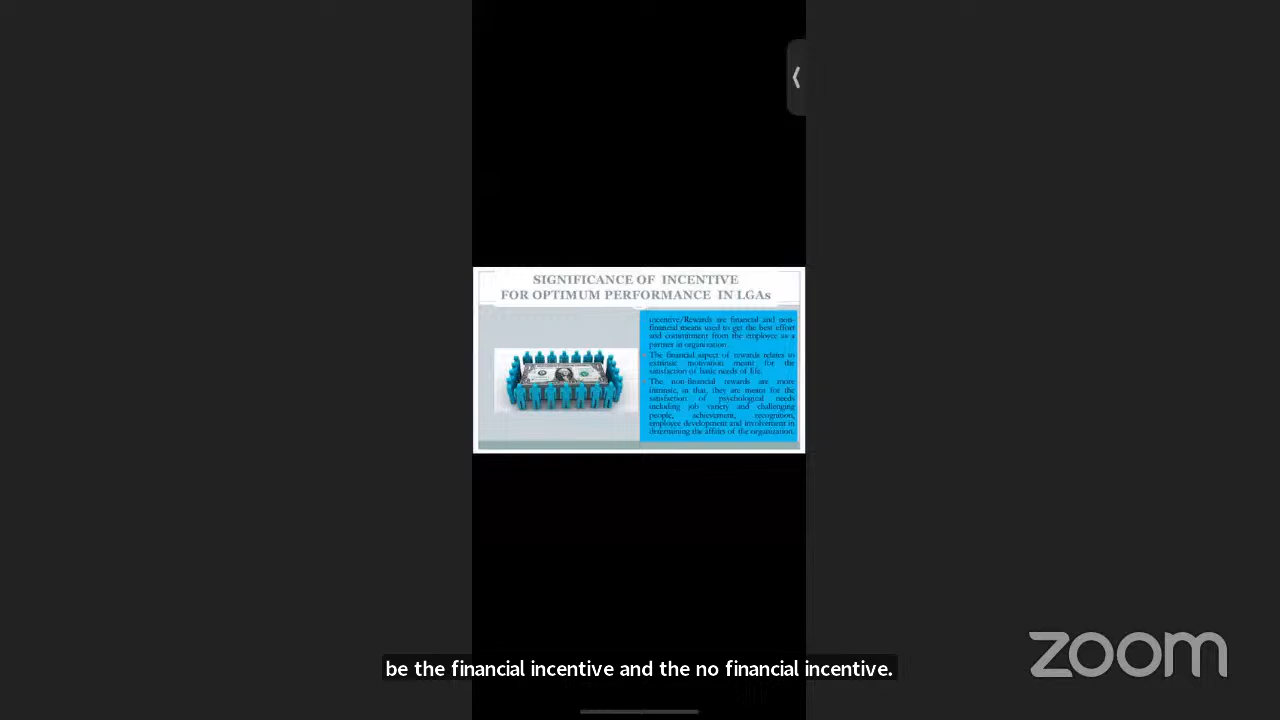 SIGNIFICANCE OF INCENTIVE
FOR OPTIMUM PERFORMANCE IN LGAs
incentive/Rewards are financial and non-
financial means used to get the best effort
and commitment from the employee as a
partner in organization.
The financial aspect of rewards relates to
extrinsic motivation meant for the
satisfaction of basic needs of life.
The non-financial rewards are more
intrinsic, in that, they are meant for the
satisfaction of psychological needs
including job variety and challenging
people, achievement, recognition,
employee development and involvement in
determining the affairs of the organization.
be the financial incentive and the no financial incentive.
zoom